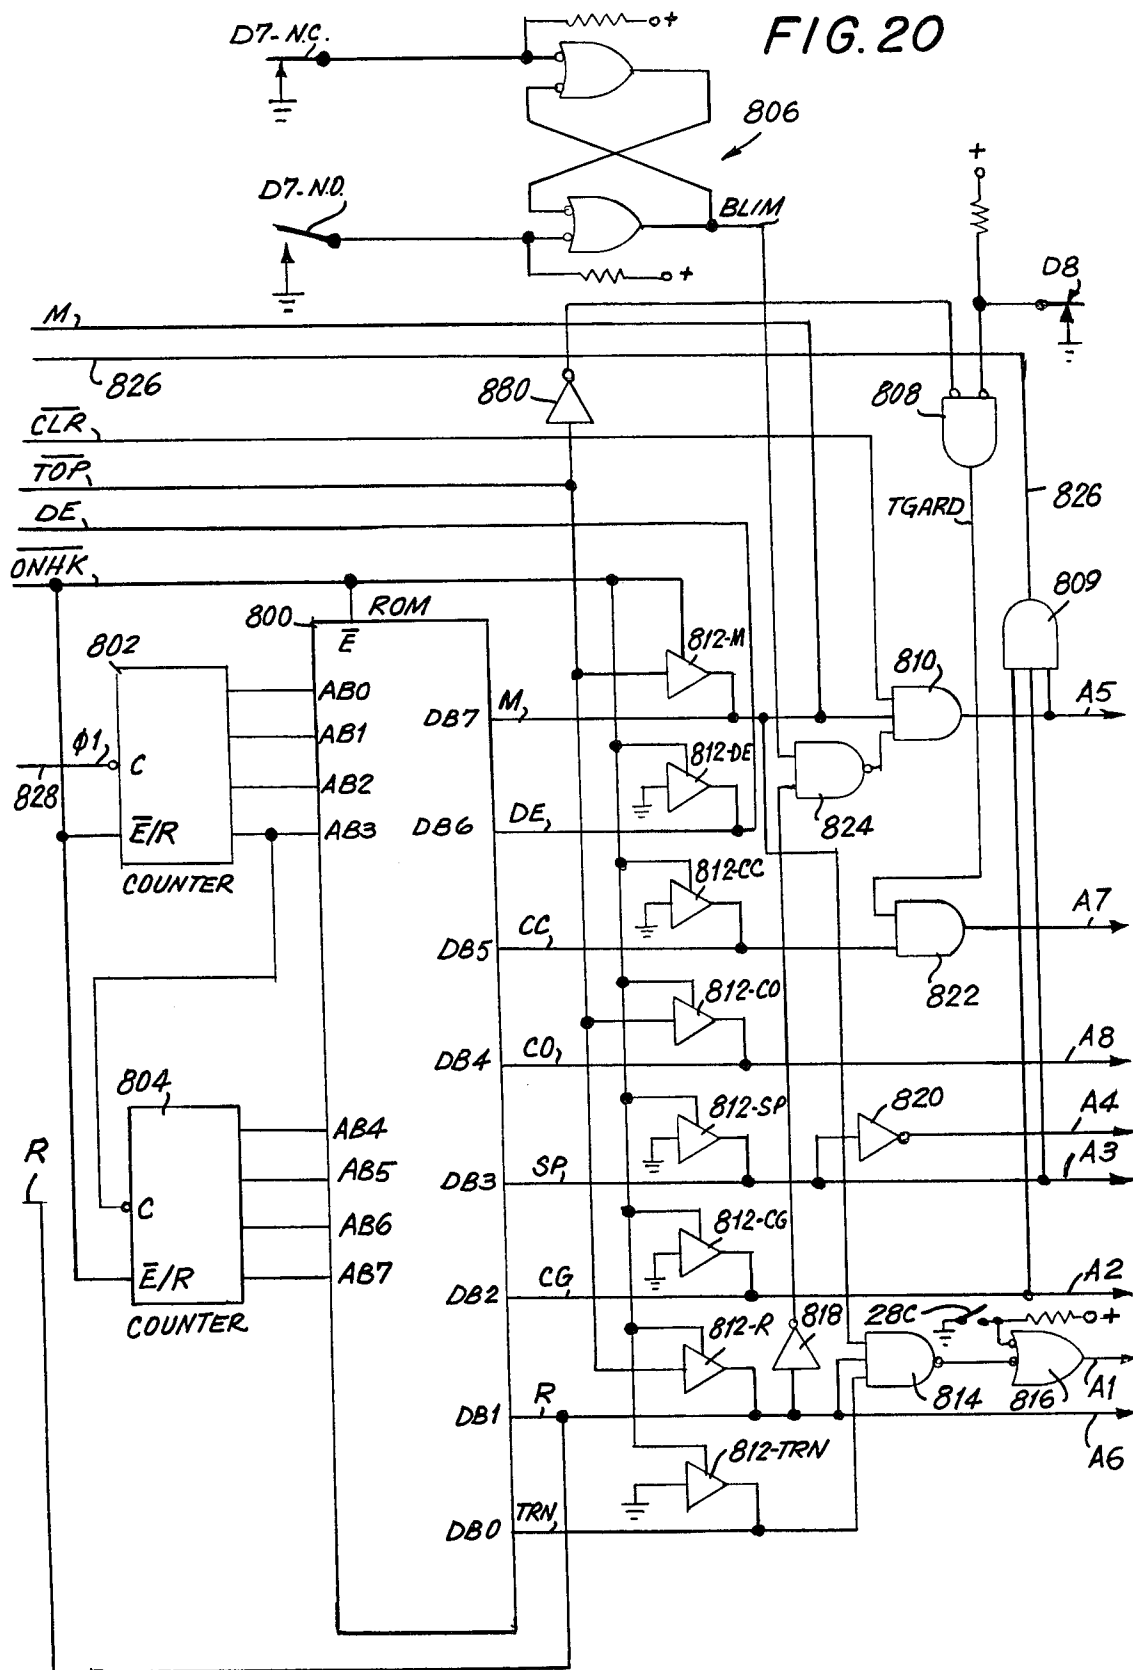 FIG. 20
D7-N.C.
+
806
D7-N.O.
BLIM
+
+
D8
M
826
880
808
CLR
TOP
DE
TGARD
826
ONHK
800
ROM
E
809
802
812-M
810
AB0
M
A5
DB7
AB1
φ1
C
812-DE
828
AB2
DE
824
E/R
AB3
DB6
COUNTER
812-CC
A7
CC
DB5
822
812-CO
CO
A8
DB4
804
812-SP
820
A4
AB4
R
SP
A3
AB5
DB3
C
AB6
812-CG
E/R
AB7
CG
A2
DB2
COUNTER
28C
+
812-R
818
R
814
816
A1
DB1
A6
812-TRN
TRN
DB0